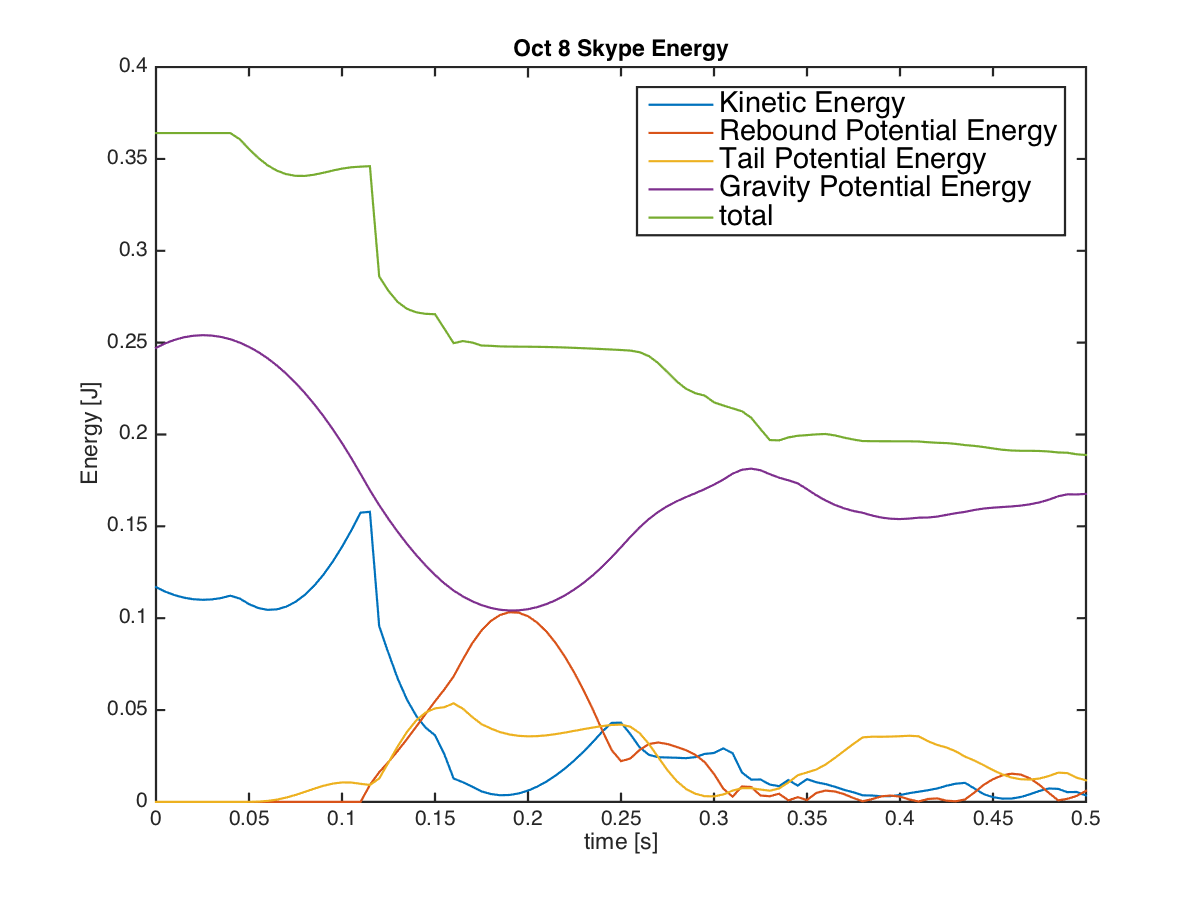 Oct 8 Skype Energy
0.4
0.35
0.3
0.25
0.2
0.15
0.1
0.05
0
Energy [J]
Kinetic Energy
Rebound Potential Energy
Tail Potential Energy
Gravity Potential Energy
total
0 0.05 0.1 0.15 0.2 0.25 0.3 0.35 0.4 0.45 0.5
time [s]